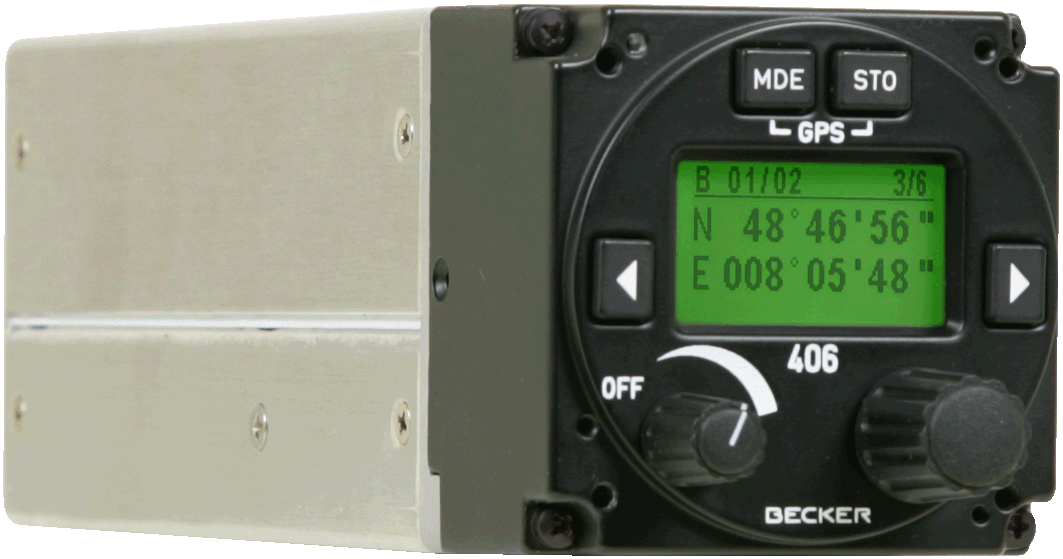 MDE STO
GPS
B 01/02 3/6
N 48°46'56"
E 008°05'48"
406
OFF
BECKER